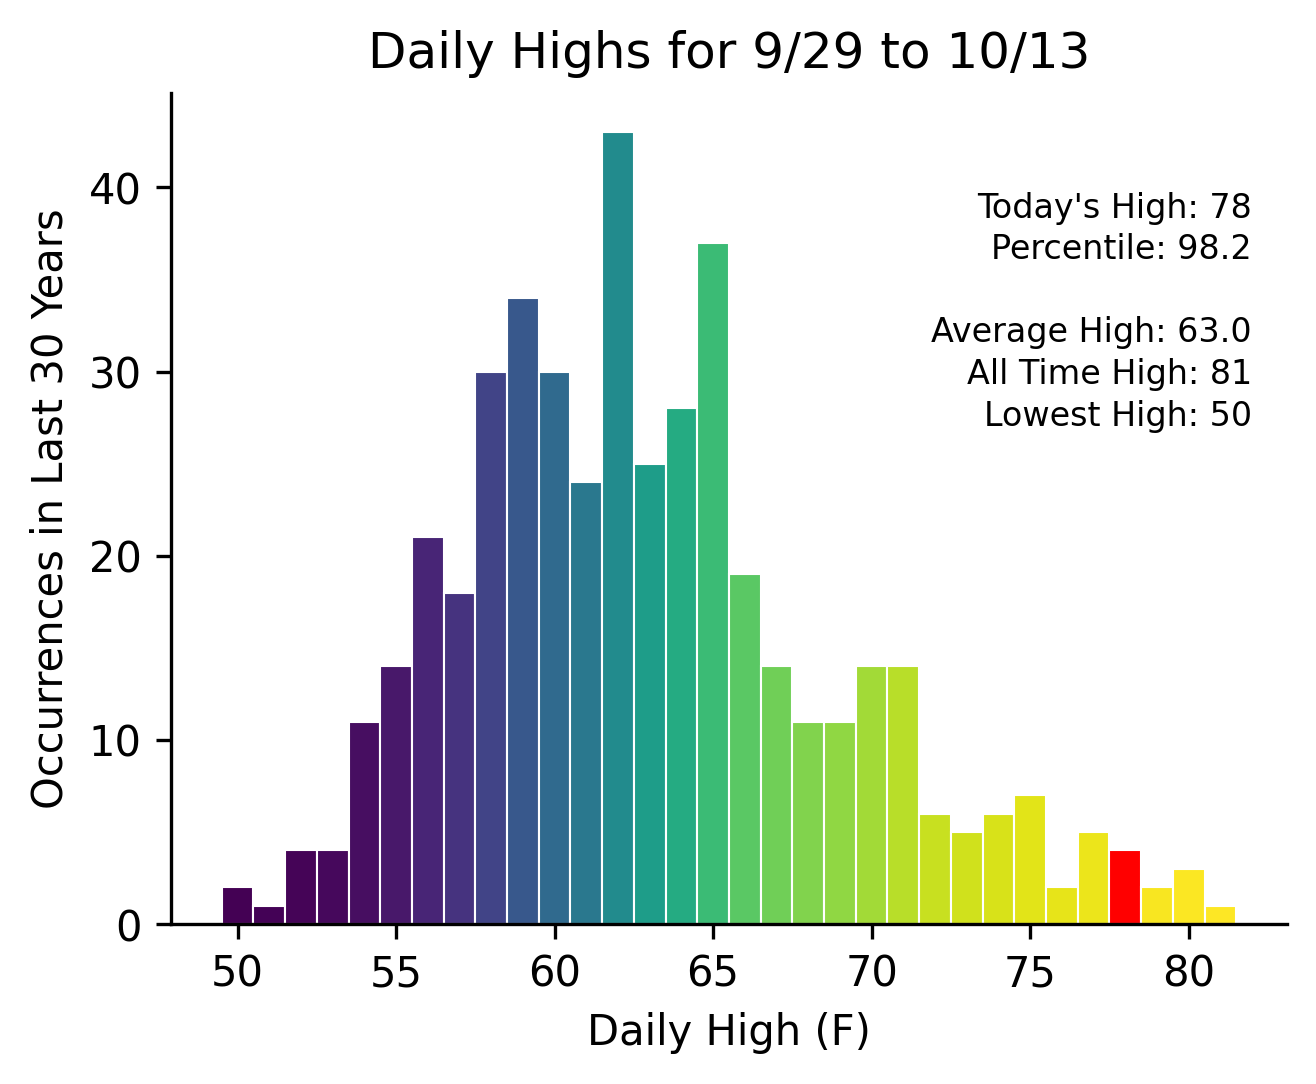 Daily Highs for 9/29 to 10/13
Today's High: 78
Percentile: 98.2
Average High: 63.0
All Time High: 81
Lowest High: 50
Occurrences in Last 30 Years
40
30
20
10
0
50 55 60 65 70 75 80
Daily High (F)